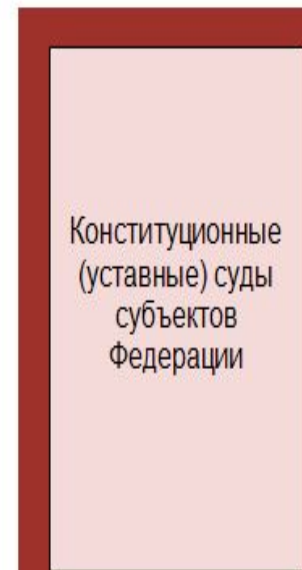 Конституционные
(уставные) суды
субъектов
Федерации